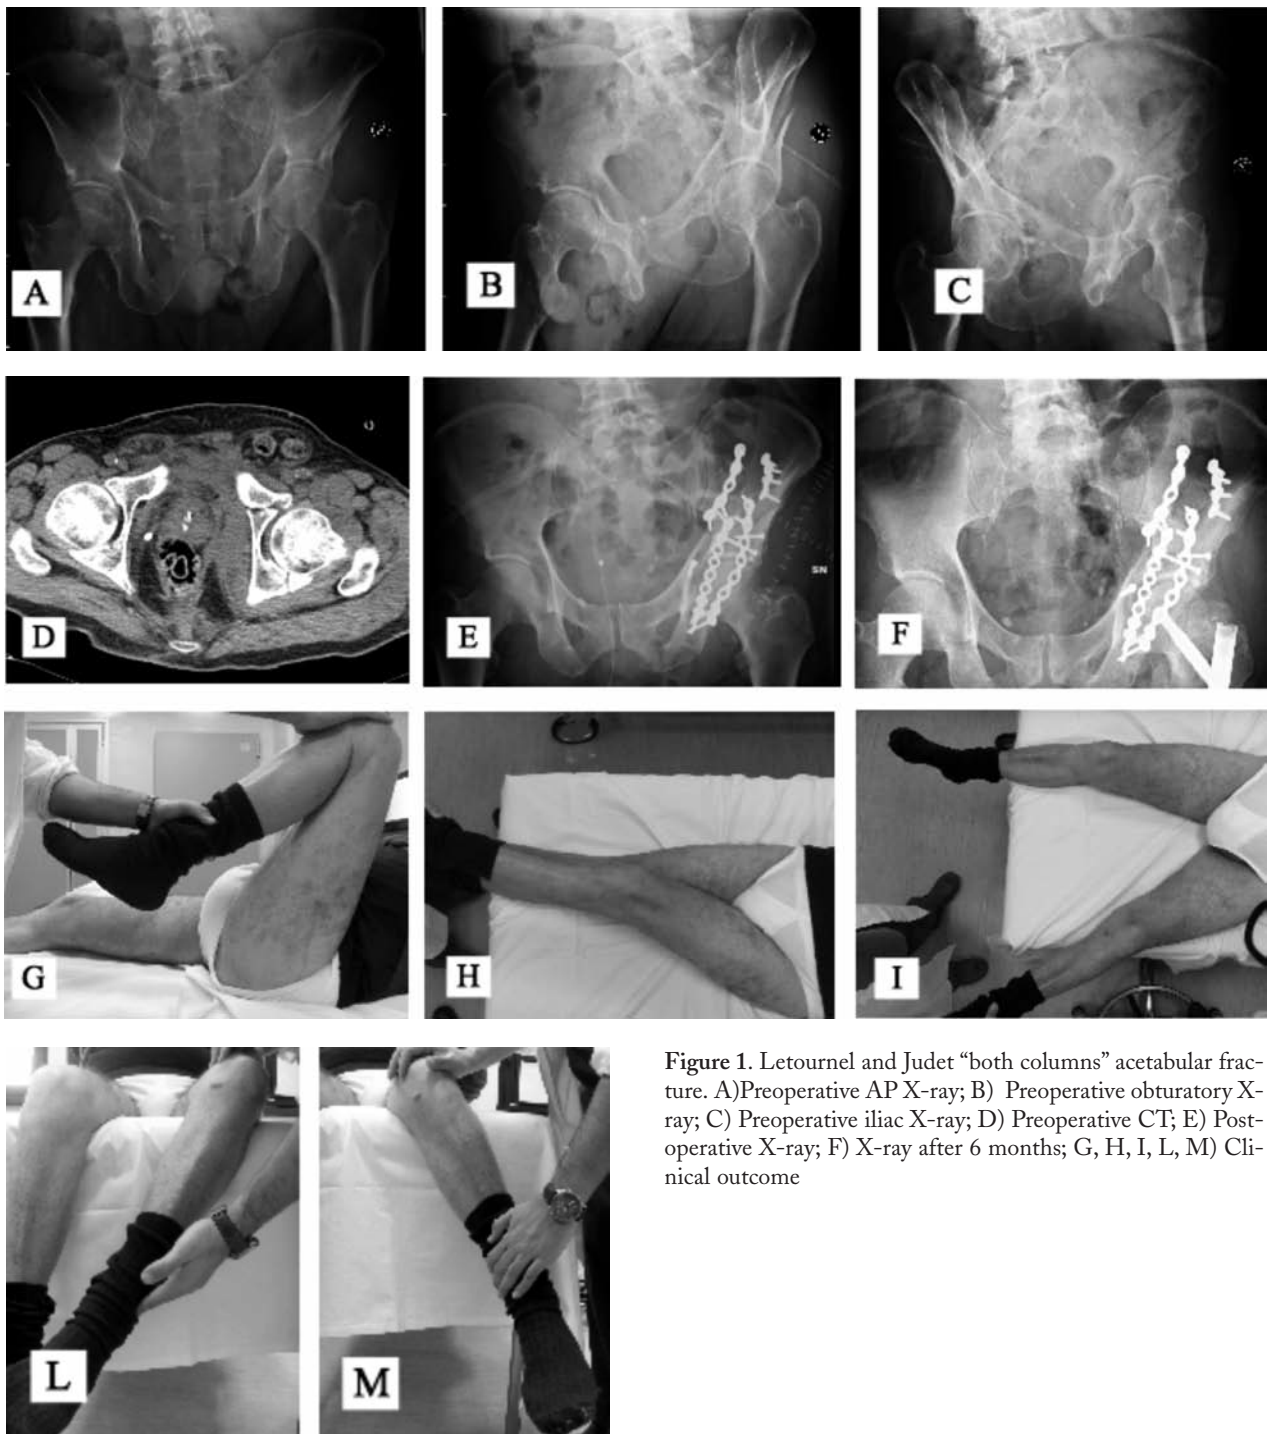 A
B
C
D
E
SN
F
G
H
I
L
M
Figure 1. Letournel and Judet “both columns” acetabular frac-
ture. A)Preoperative AP X-ray; B) Preoperative obturatory X-
ray; C) Preoperative iliac X-ray; D) Preoperative CT; E) Post-
operative X-ray; F) X-ray after 6 months; G, H, I, L, M) Cli-
nical outcome